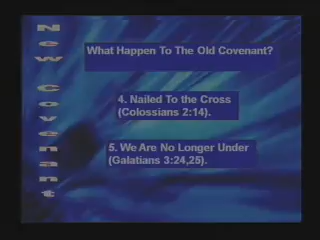 New Covenant
What Happen To The Old Covenant?
4. Nailed To the Cross
(Colossians 2:14).
5. We Are No Longer Under
(Galatians 3:24,25).